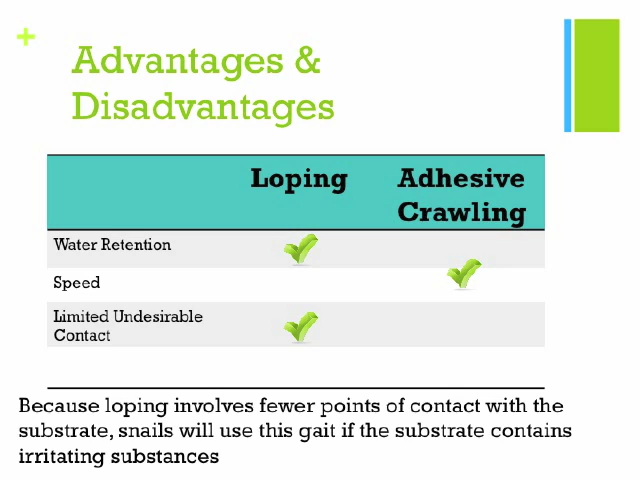 +
Advantages &
Disadvantages
Loping Adhesive
Crawling
Water Retention
Speed
Limited Undesirable
Contact
Because loping involves fewer points of contact with the
substrate, snails will use this gait if the substrate contains
irritating substances